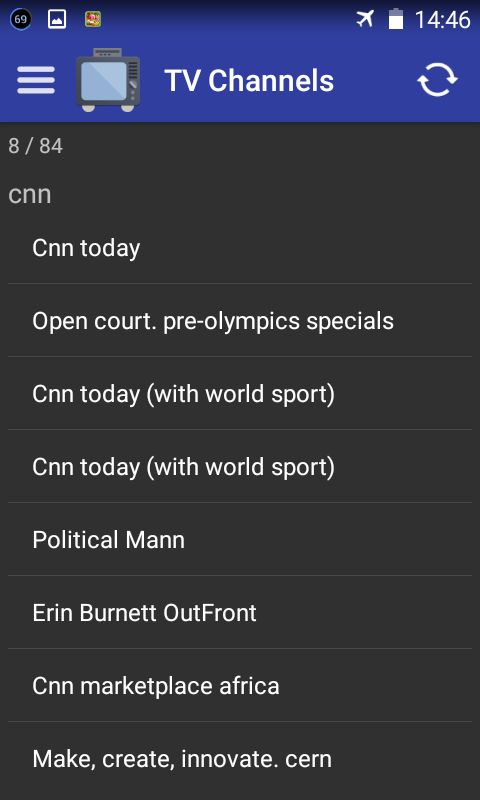 69
14:46
TV Channels
8 / 84
cnn
Cnn today
Open court. pre-olympics specials
Cnn today (with world sport)
Cnn today (with world sport)
Political Mann
Erin Burnett OutFront
Cnn marketplace africa
Make, create, innovate. cern